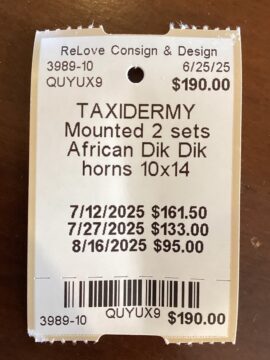 ReLove Consign & Design
3989-10 6/25/25
QUYUX9 $190.00
TAXIDERMY
Mounted 2 sets
African Dik Dik
horns 10x14
7/12/2025 $161.50
7/27/2025 $133.00
8/16/2025 $95.00
QUYUX9
3989-10 $190.00